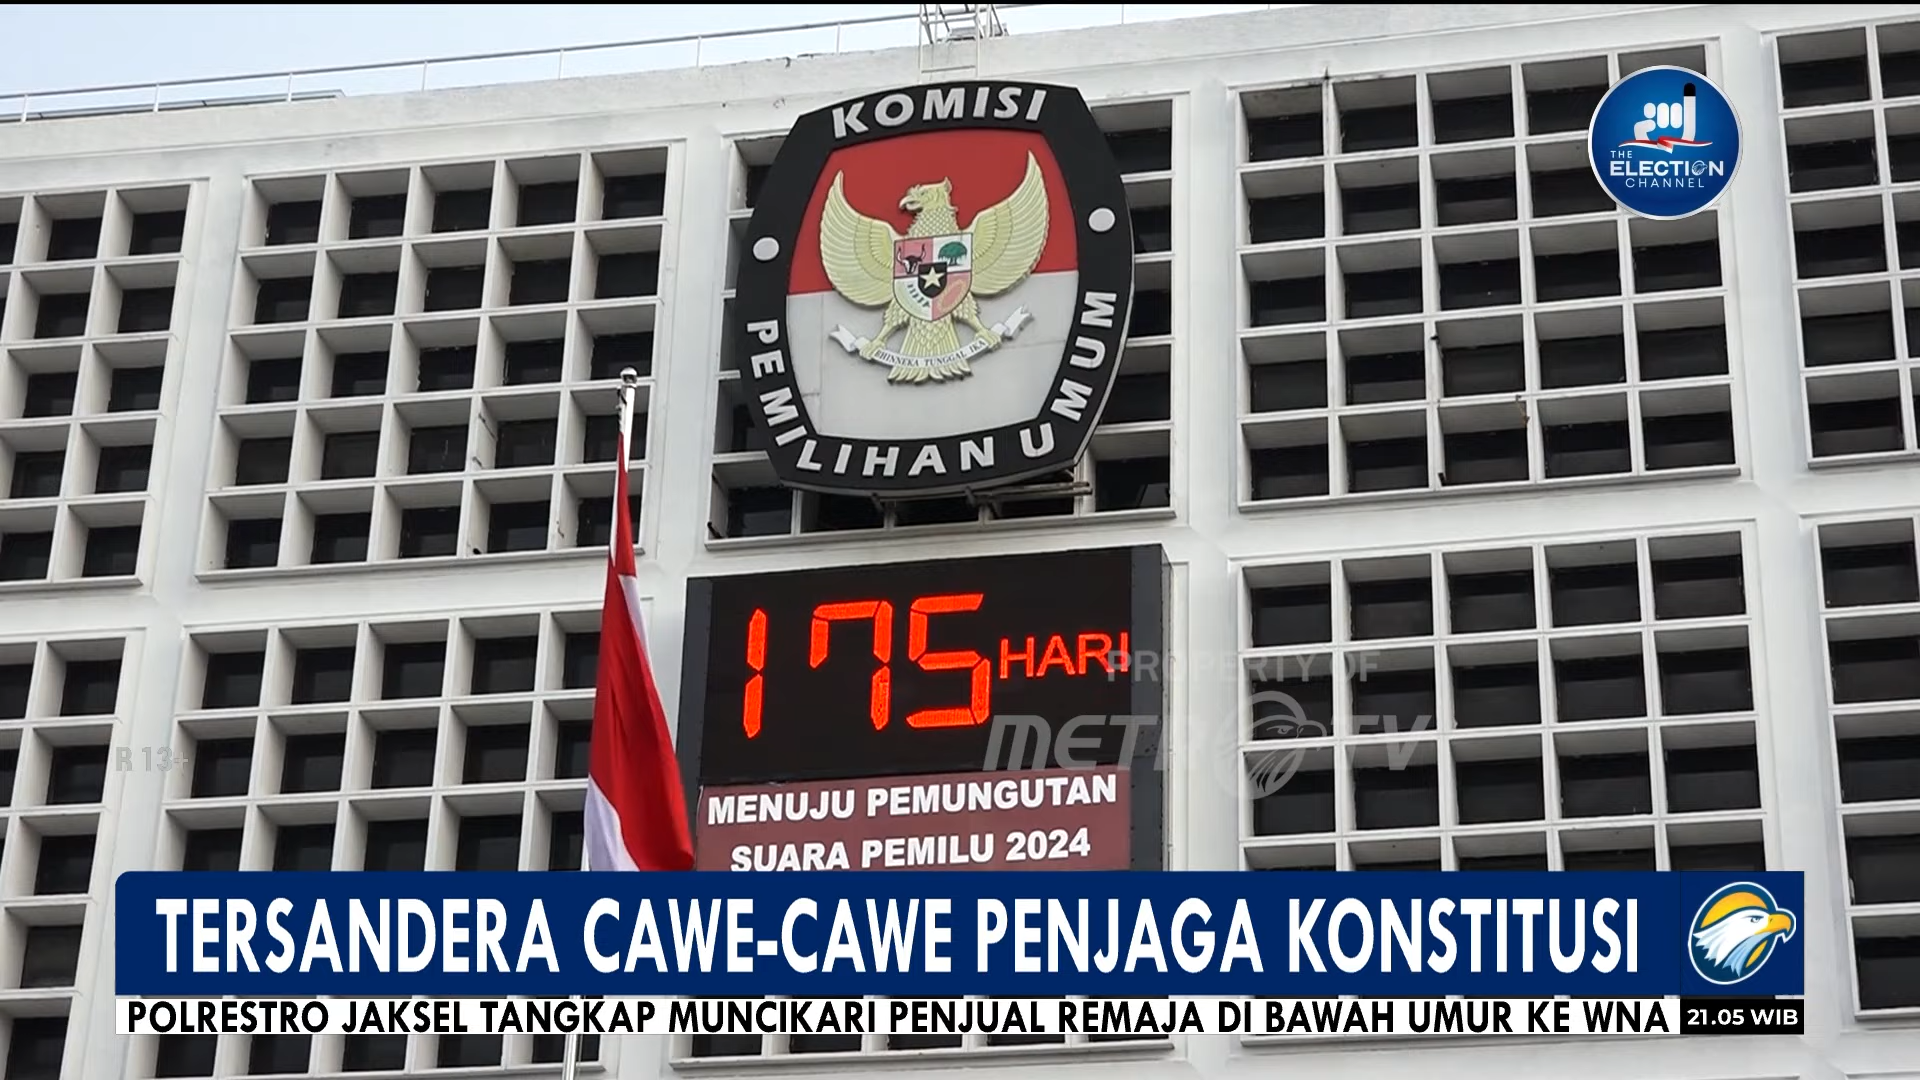 KOMISI
PEMILIHAN UMUM
BHINNEKA TUNGGAL IKA
THE
ELECTION
CHANNEL
175 HARI
PROPERTY OF
METRO TV
R 13+
MENUJU PEMUNGUTAN
SUARA PEMILU 2024
TERSANDERA CAWE-CAWE PENJAGA KONSTITUSI
POLRESTRO JAKSEL TANGKAP MUNCIKARI PENJUAL REMAJA DI BAWAH UMUR KE WNA
21.05 WIB